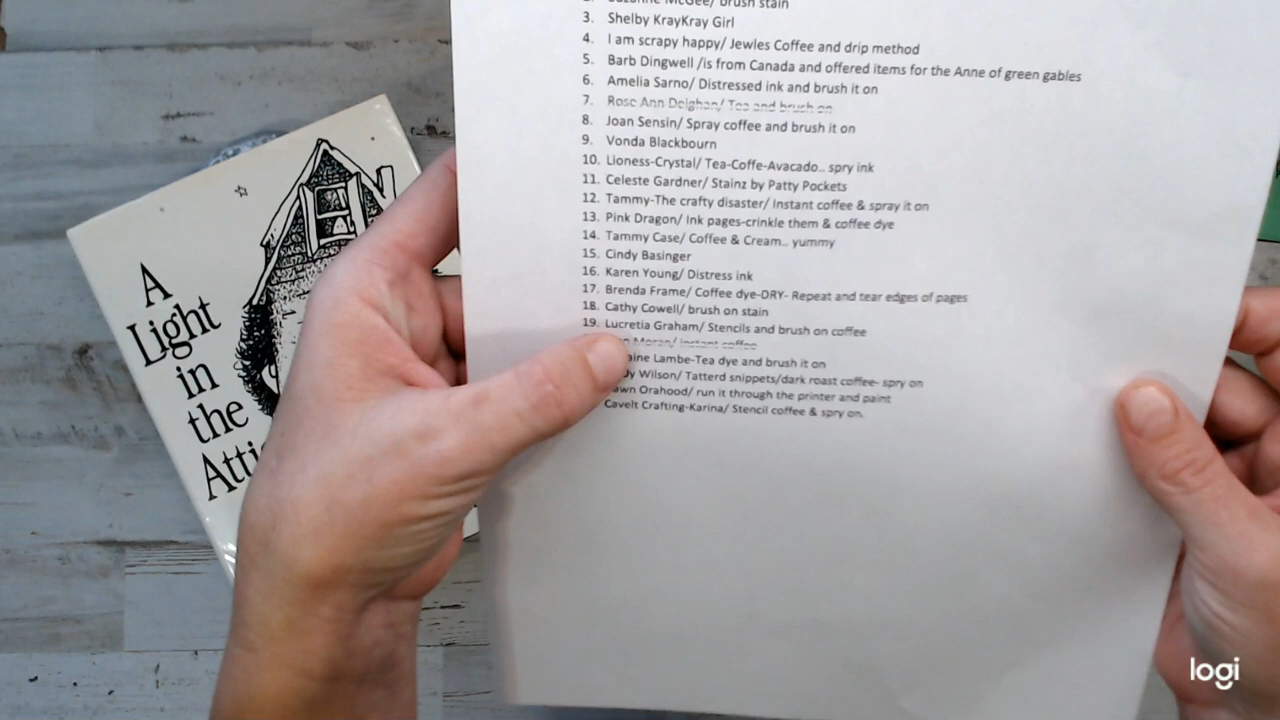 A
Light
in
the
McGee/ brush stain
3. Shelby KrayKray Girl
4. I am scrapy happy/ Jewles Coffee and drip method
5. Barb Dingwell /is from Canada and offered items for the Anne of green gables
6. Amelia Sarno/ Distressed ink and brush it on
7. Rose Ann Deighan/ Tea and brush on
8. Joan Sensin/ Spray coffee and brush it on
9. Vonda Blackbourn
10. Lioness-Crystal/ Tea-Coffe-Avacado.. spry ink
11. Celeste Gardner/ Stainz by Patty Pockets
12. Tammy-The crafty disaster/ Instant coffee & spray it on
13. Pink Dragon/ Ink pages-crinkle them & coffee dye
14. Tammy Case/ Coffee & Cream.. yummy
15. Cindy Basinger
16. Karen Young/ Distress ink
17. Brenda Frame/ Coffee dye-DRY- Repeat and tear edges of pages
18. Cathy Cowell/ brush on stain
19. Lucretia Graham/ Stencils and brush on coffee
Moran/ instant coffee
Lambe-Tea dye and brush it on
Wilson/ Tatterd snippets/dark roast coffee- spry on
Orahood/ run it through the printer and paint
Cavelt Crafting-Karina/ Stencil coffee & spry on.
logi